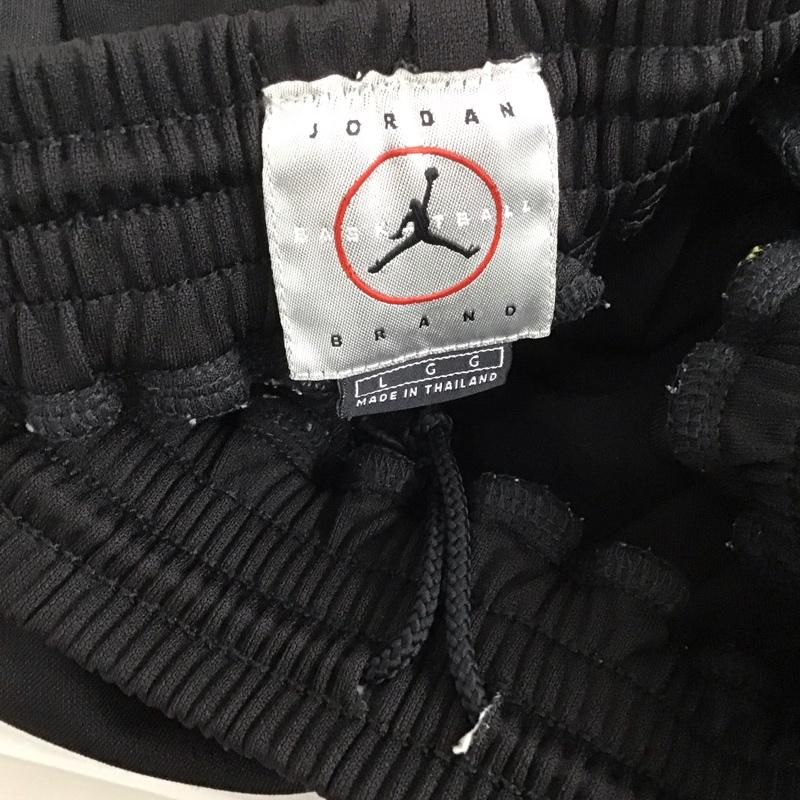 JORDAN
BASKETBALL
BRAND
L G G
MADE IN THAILAND